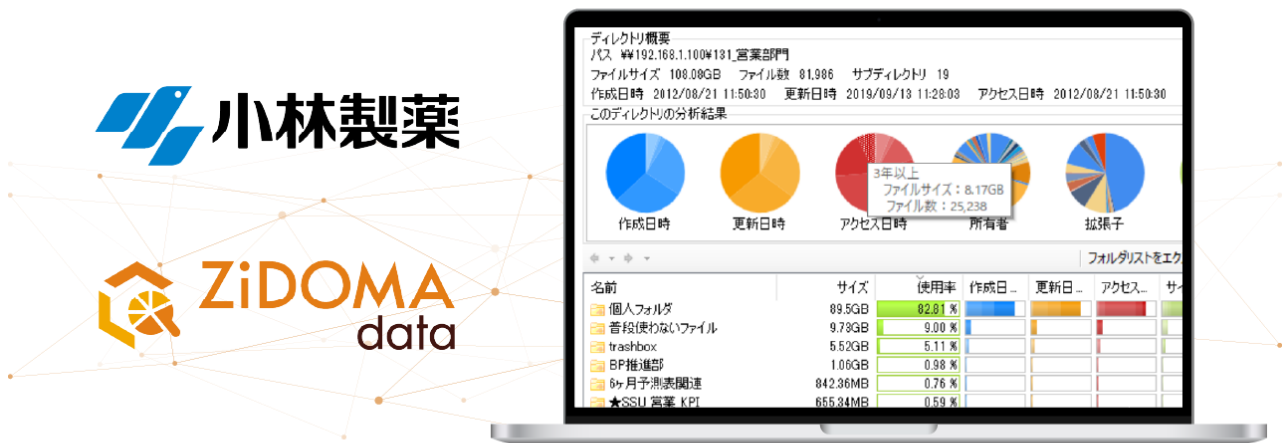 小林製薬
ZiDOMA
data
ディレクトリ概要
パス ¥¥192.168.1.100¥131_営業部門
ファイルサイズ 108.08GB ファイル数 81,986 サブディレクトリ 19
作成日時 2012/08/21 11:50:30 更新日時 2019/09/13 11:28:03 アクセス日時 2012/08/21 11:50:30
このディレクトリの分析結果
3年以上
ファイルサイズ：8.17GB
ファイル数：25,238
作成日時 更新日時 アクセス日時 所有者 拡張子
フォルダリストをエク
名前 サイズ 使用率 作成日... 更新日... アクセス... サイ
個人フォルダ 89.5GB 82.81 %
普段使わないファイル 9.73GB 9.00 %
trashbox 5.52GB 5.11 %
BP推進部 1.06GB 0.98 %
6ヶ月予測表関連 842.36MB 0.76 %
★SSU 営業 KPI 655.34MB 0.59 %